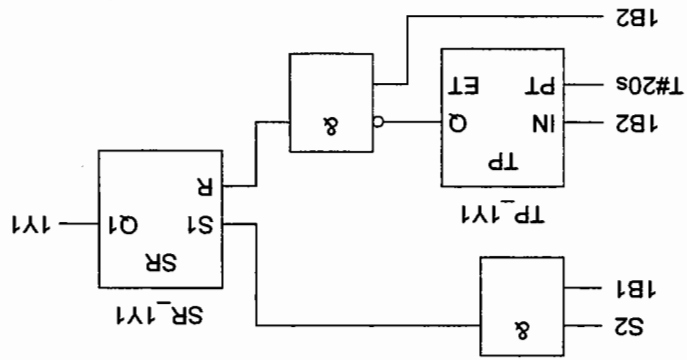 S2
&
1B1
SR_1Y1
SR
S1 Q1 1Y1
R
TP_1Y1
TP
1B2 IN Q
&
T#20s PT ET
1B2